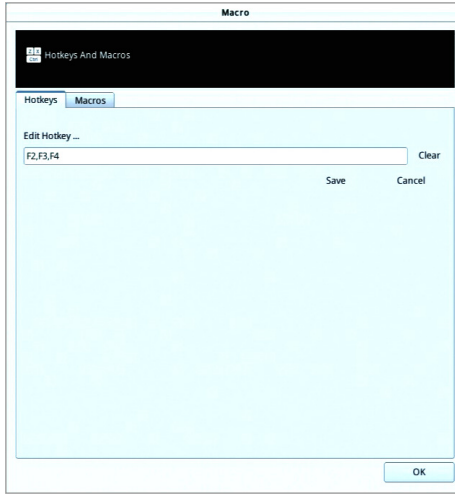 Macro
Hotkeys And Macros
Hotkeys Macros
Edit Hotkey ...
F2,F3,F4 Clear
Save Cancel
OK